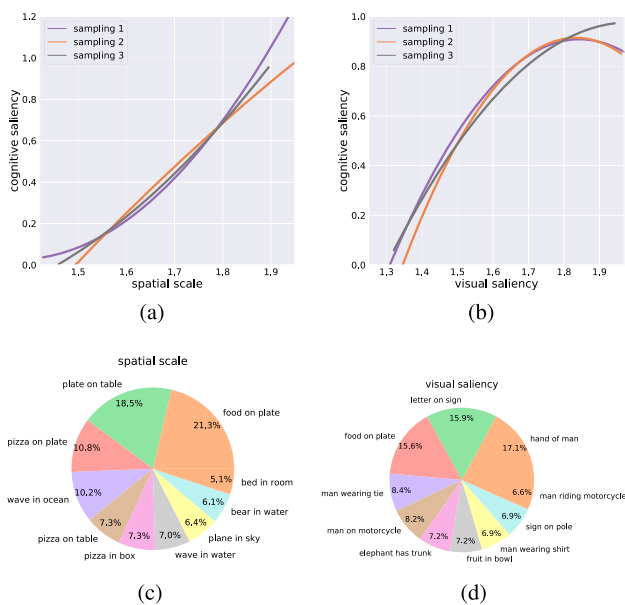 sampling 1
sampling 2
sampling 3
cognitive saliency
1.2
1.0
0.8
0.6
0.4
0.2
0.0
1,5
1,6
1,7
1,8
1,9
spatial scale
(a)
sampling 1
sampling 2
sampling 3
cognitive saliency
1.0
0.8
0.6
0.4
0.2
0.0
1.3
1,4
1,5
1,6
1,7
1,8
1,9
visual saliency
(b)
spatial scale
plate on table
18,5%
food on plate
21,3%
pizza on plate
10,8%
bed in room
5,1%
wave in ocean
10,2%
bear in water
6.1%
pizza on table
7.3%
plane in sky
6,4%
pizza in box
7.3%
wave in water
7,0%
(c)
visual saliency
letter on sign
15.9%
hand of man
17.1%
food on plate
15.6%
man riding motorcycle
6.6%
man wearing tie
8.4%
sign on pole
6.9%
man on motorcycle
8.2%
man wearing shirt
6.9%
elephant has trunk
7.2%
fruit in bowl
7.2%
(d)